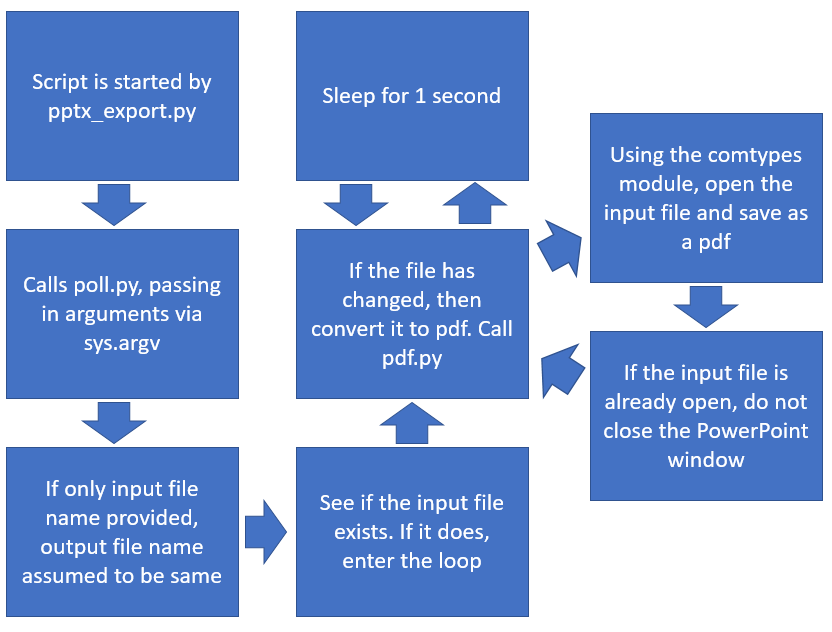 Script is started by
pptx_export.py
Calls poll.py, passing
in arguments via
sys.argv
If only input file
name provided,
output file name
assumed to be same
See if the input file
exists. If it does,
enter the loop
If the file has
changed, then
convert it to pdf. Call
pdf.py
Sleep for 1 second
Using the comtypes
module, open the
input file and save as
a pdf
If the input file is
already open, do not
close the PowerPoint
window